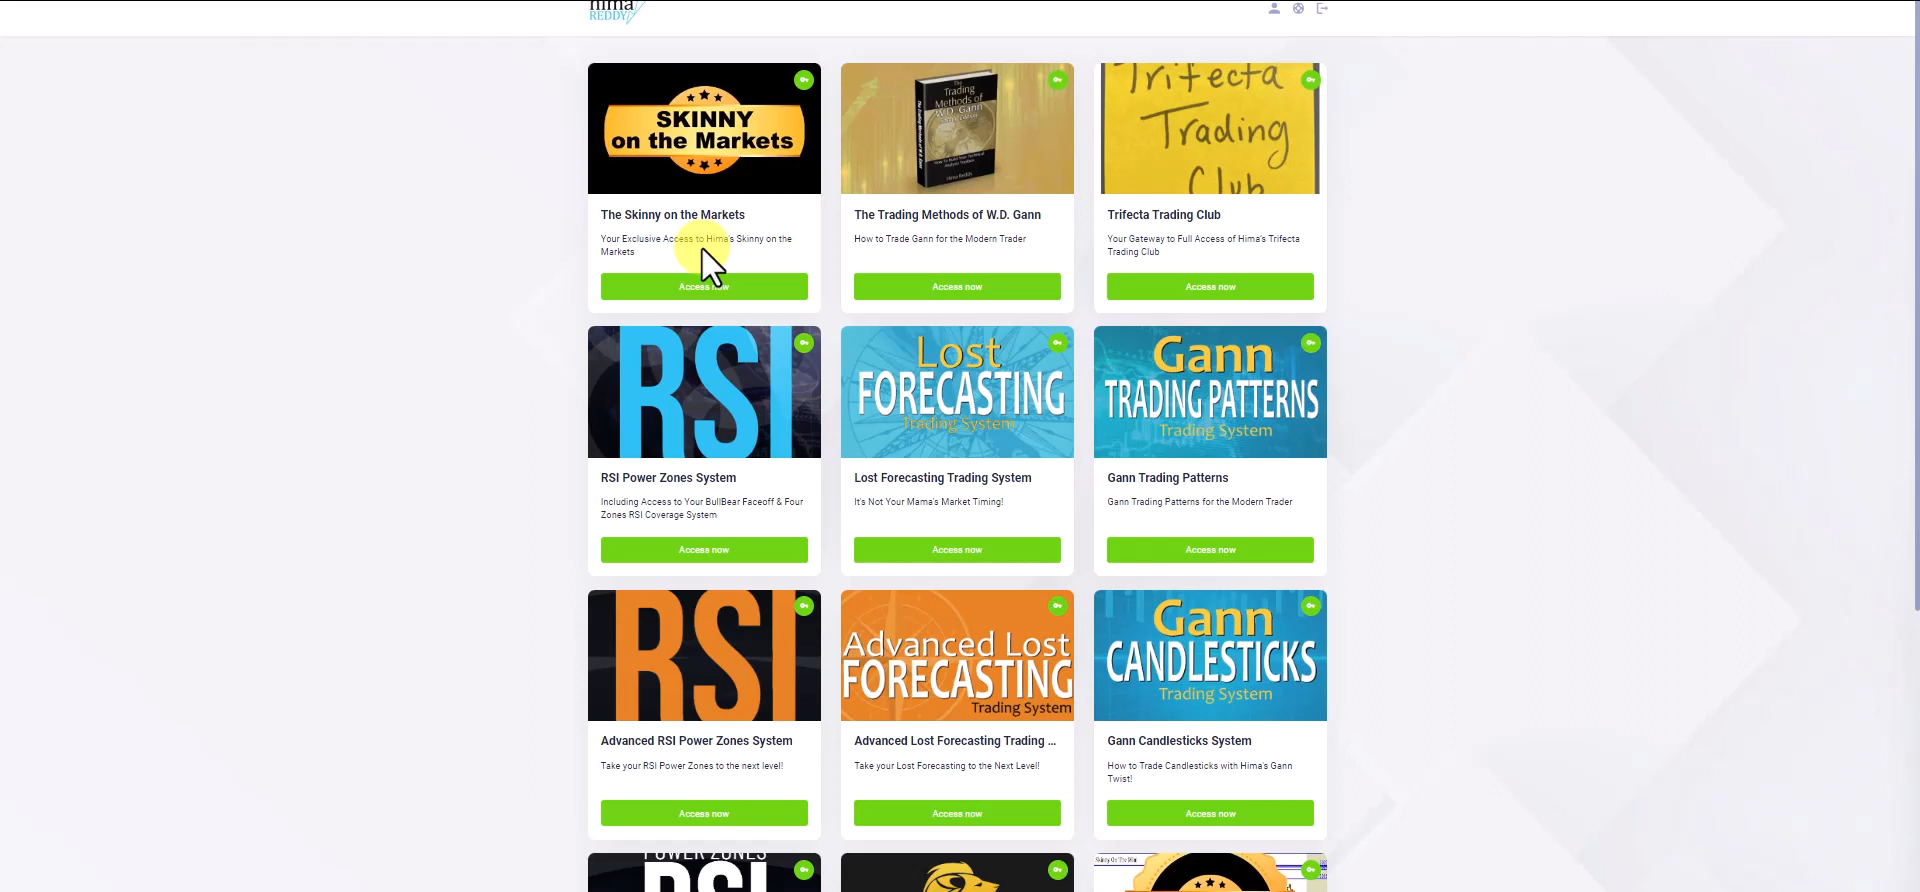 hima
REDDY
SKINNY
on the Markets
The Skinny on the Markets
Your Exclusive Access to Hima's Skinny on the
Markets
Access now
The
Trading
Methods of
W.D. Gann
Hima Reddy
The Trading Methods of W.D. Gann
How to Trade Gann for the Modern Trader
Access now
Trifecta
Trading
Club
Trifecta Trading Club
Your Gateway to Full Access of Hima's Trifecta
Trading Club
Access now
RSI
RSI Power Zones System
Including Access to Your BullBear Faceoff & Four
Zones RSI Coverage System
Access now
Lost
FORECASTING
Trading System
Lost Forecasting Trading System
It's Not Your Mama's Market Timing!
Access now
Gann
TRADING PATTERNS
Trading System
Gann Trading Patterns
Gann Trading Patterns for the Modern Trader
Access now
RSI
Advanced RSI Power Zones System
Take your RSI Power Zones to the next level!
Access now
Advanced Lost
FORECASTING
Trading System
Advanced Lost Forecasting Trading ...
Take your Lost Forecasting to the Next Level!
Access now
Gann
CANDLESTICKS
Trading System
Gann Candlesticks System
How to Trade Candlesticks with Hima's Gann
Twist!
Access now
POWER ZONES
RSI